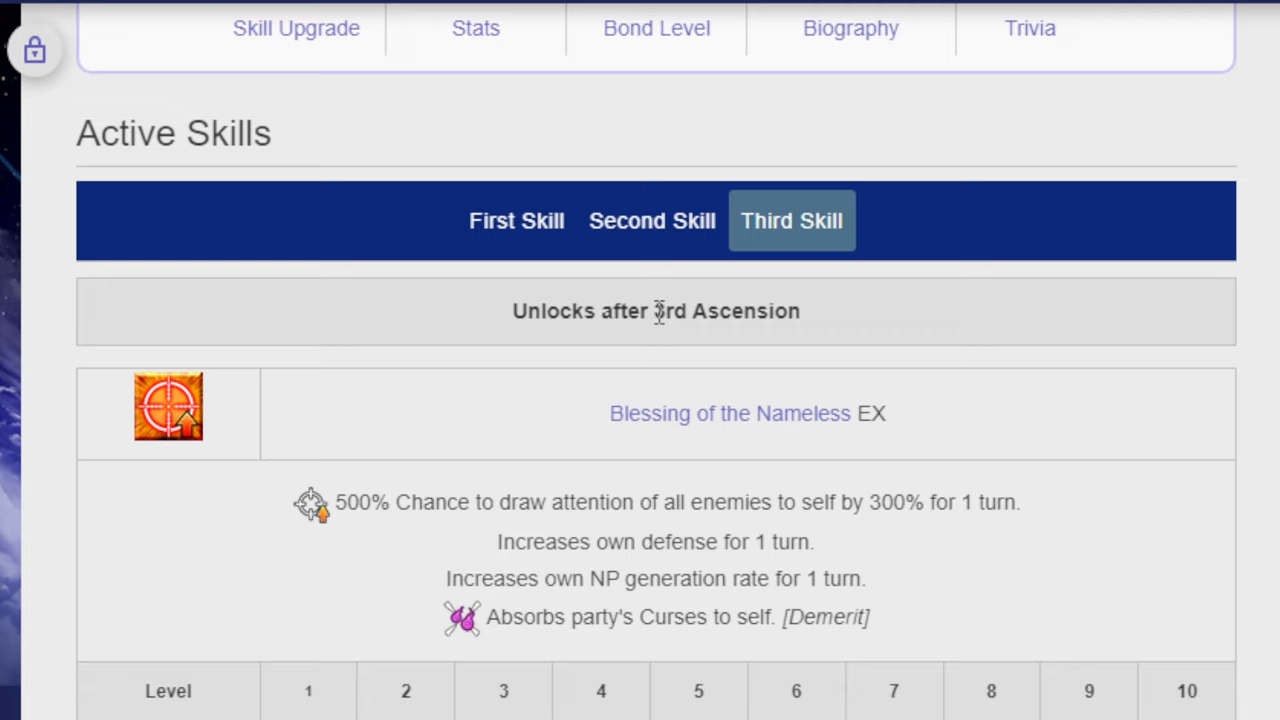 Skill Upgrade Stats Bond Level Biography Trivia
Active Skills
First Skill Second Skill Third Skill
Unlocks after 3rd Ascension
Blessing of the Nameless EX
500% Chance to draw attention of all enemies to self by 300% for 1 turn.
Increases own defense for 1 turn.
Increases own NP generation rate for 1 turn.
Absorbs party's Curses to self. [Demerit]
Level 1 2 3 4 5 6 7 8 9 10